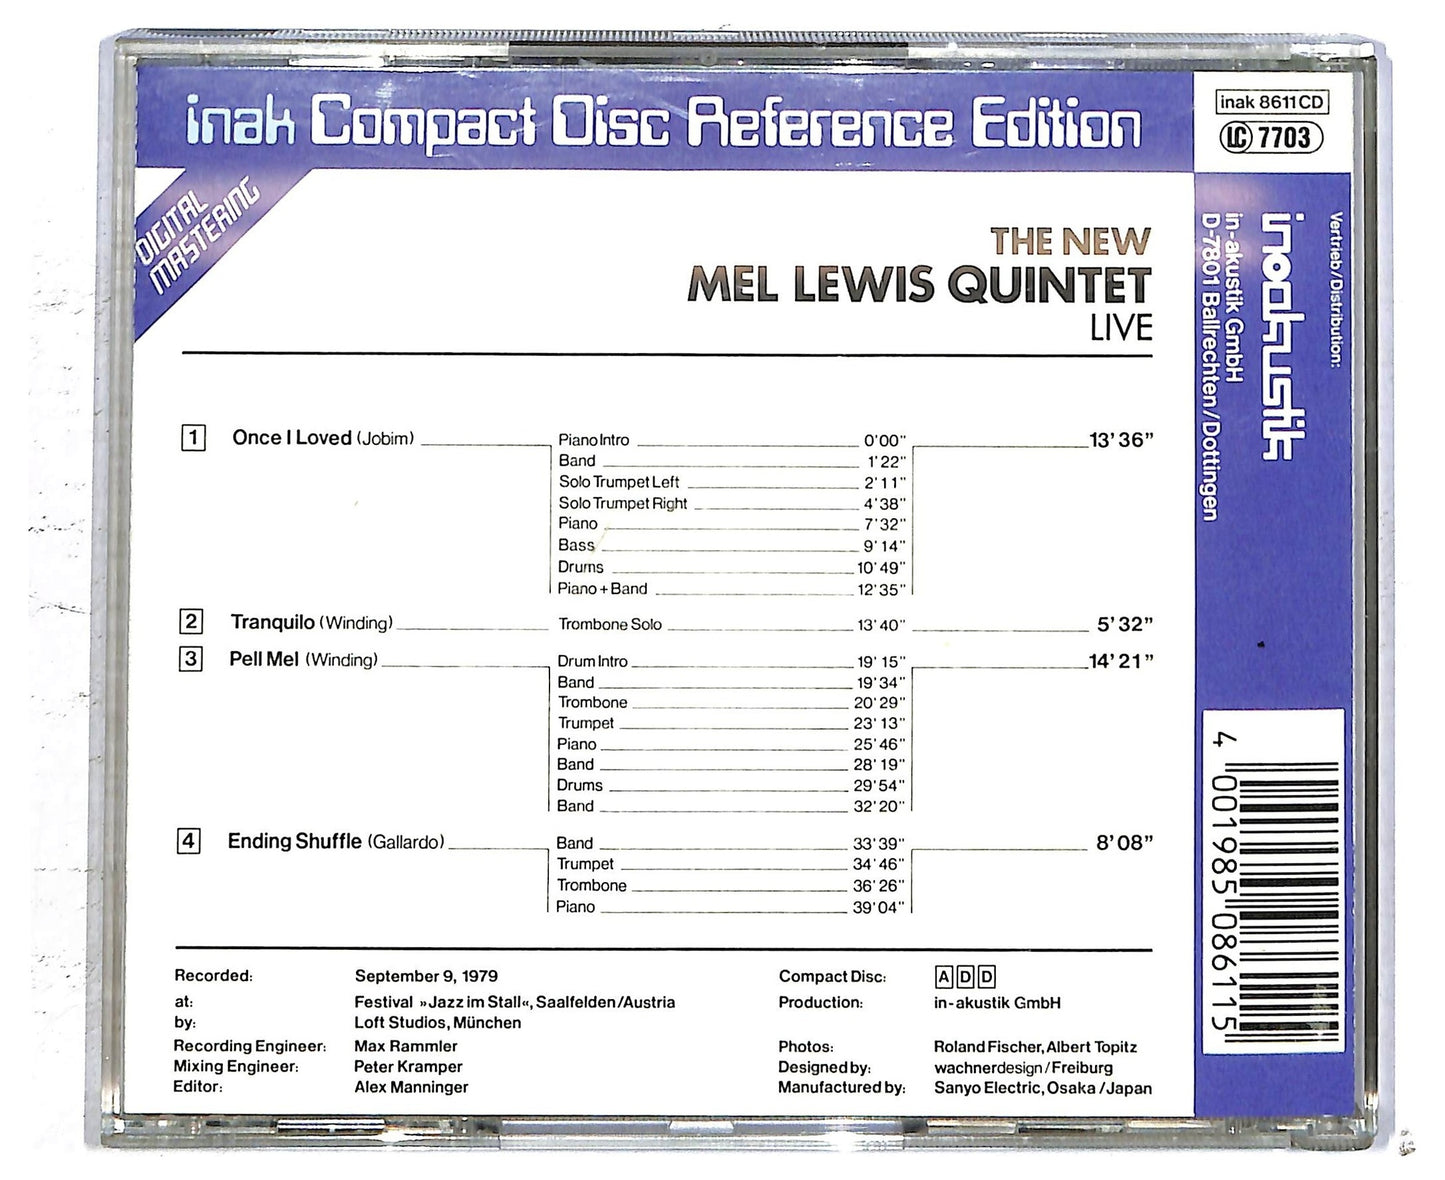 inak Compact Disc Reference Edition
inak 8611 CD
LC 7703
DIGITAL
MASTERING
THE NEW
MEL LEWIS QUINTET
LIVE
1 Once I Loved (Jobim) Piano Intro 0'00" 13'36"
Band 1'22"
Solo Trumpet Left 2'11"
Solo Trumpet Right 4'38"
Piano 7'32"
Bass 9'14"
Drums 10'49"
Piano + Band 12'35"
2 Tranquilo (Winding) Trombone Solo 13'40" 5'32"
3 Pell Mel (Winding) Drum Intro 19'15" 14'21"
Band 19'34"
Trombone 20'29"
Trumpet 23'13"
Piano 25'46"
Band 28'19"
Drums 29'54"
Band 32'20"
4 Ending Shuffle (Gallardo) Band 33'39" 8'08"
Trumpet 34'46"
Trombone 36'26"
Piano 39'04"
Recorded: September 9, 1979
at: Festival »Jazz im Stall«, Saalfelden/Austria
by: Loft Studios, München
Recording Engineer: Max Rammler
Mixing Engineer: Peter Kramper
Editor: Alex Manninger
Compact Disc: A D D
Production: in-akustik GmbH
Photos: Roland Fischer, Albert Topitz
Designed by: wachnerdesign/Freiburg
Manufactured by: Sanyo Electric, Osaka/Japan
Vertrieb/Distribution:
inakustik
in-akustik GmbH
D-7801 Ballrechten/Dottingen
4 001985 086115